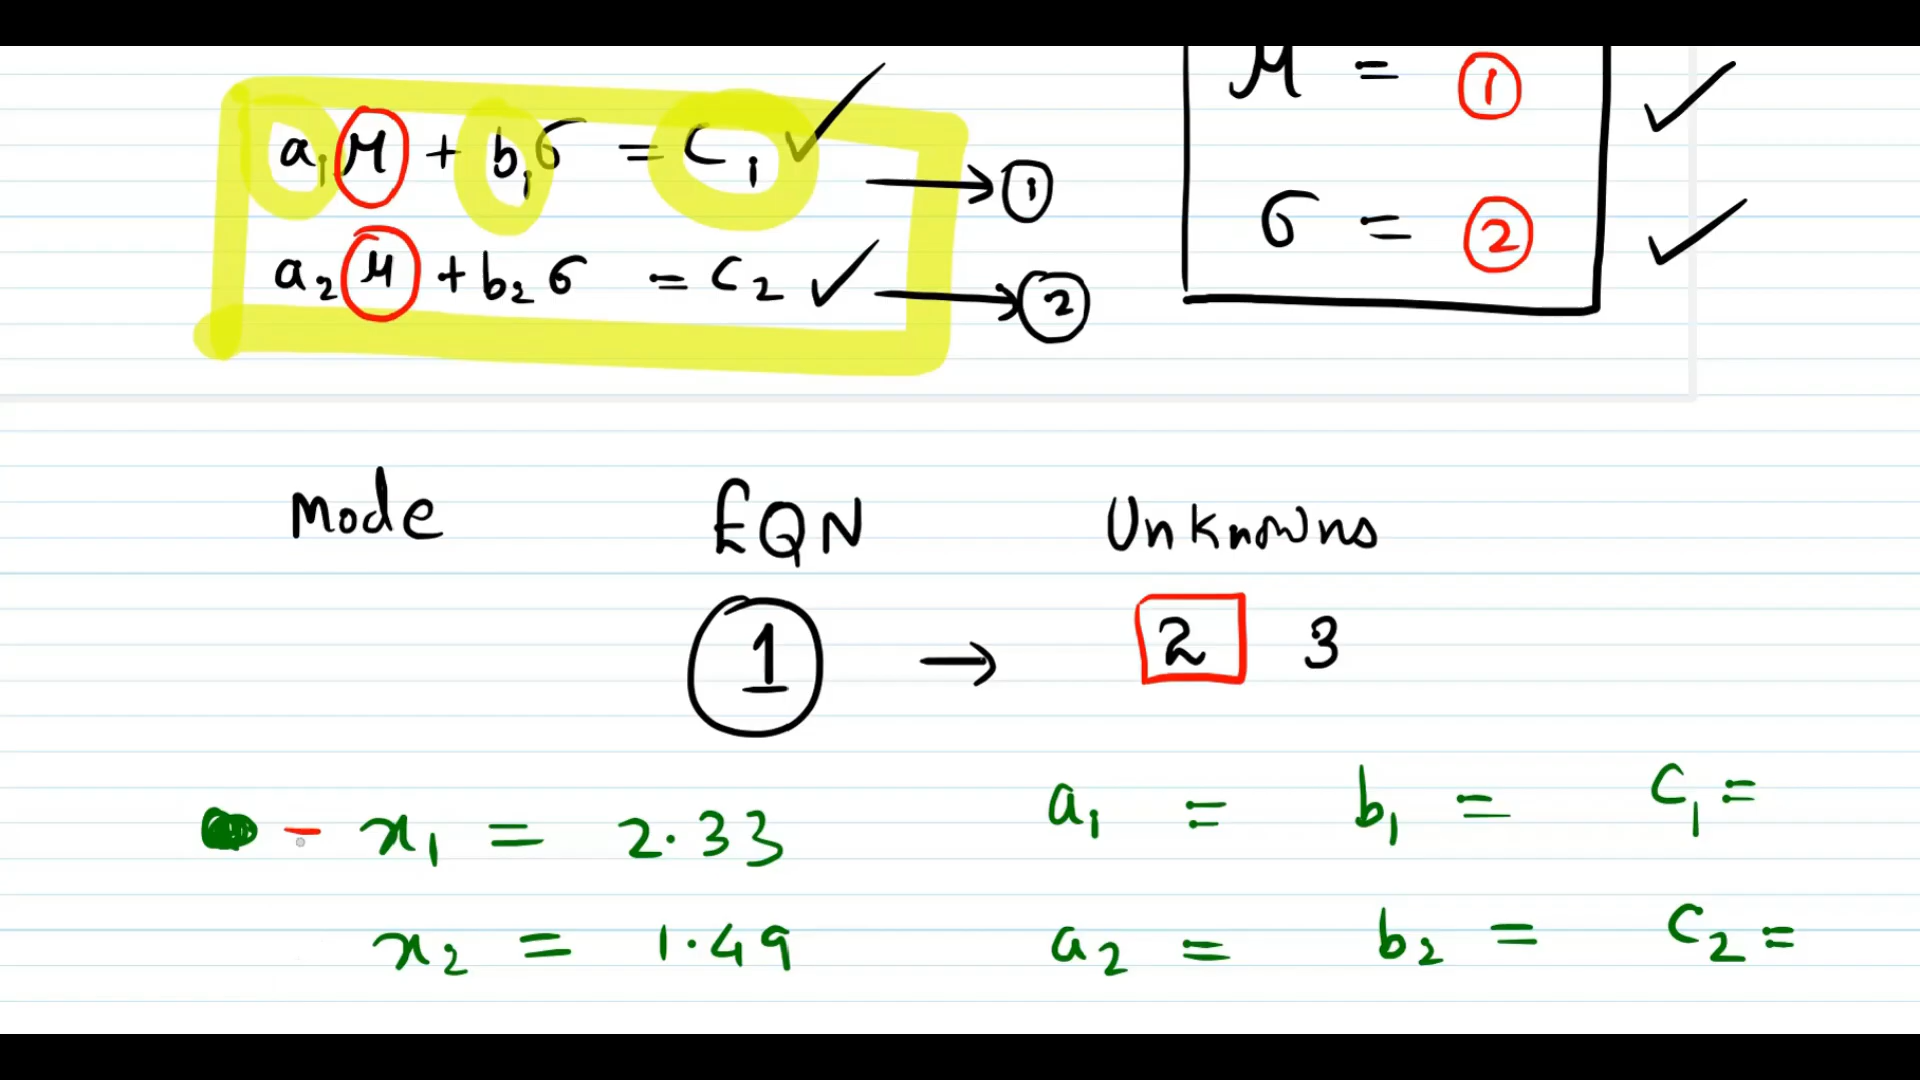 a₁μ + b₁σ = c₁ ✓ → ①
a₂μ + b₂σ = c₂ ✓ → ②
μ = ① ✓
σ = ② ✓
Mode EQN Unknowns
1 → 2 3
- x₁ = 2.33 a₁ = b₁ = c₁ =
x₂ = 1.49 a₂ = b₂ = c₂ =